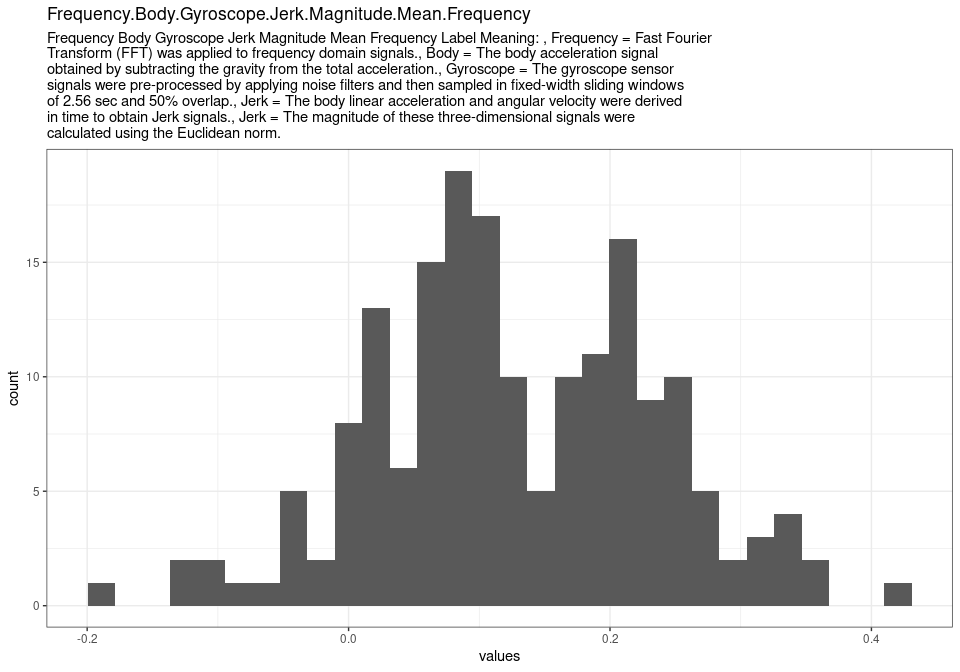 Frequency.Body.Gyroscope.Jerk.Magnitude.Mean.Frequency
Frequency Body Gyroscope Jerk Magnitude Mean Frequency Label Meaning: , Frequency = Fast Fourier
Transform (FFT) was applied to frequency domain signals., Body = The body acceleration signal
obtained by subtracting the gravity from the total acceleration., Gyroscope = The gyroscope sensor
signals were pre-processed by applying noise filters and then sampled in fixed-width sliding windows
of 2.56 sec and 50% overlap., Jerk = The body linear acceleration and angular velocity were derived
in time to obtain Jerk signals., Jerk = The magnitude of these three-dimensional signals were
calculated using the Euclidean norm.
15
10
5
0
count
-0.2
0.0
0.2
0.4
values